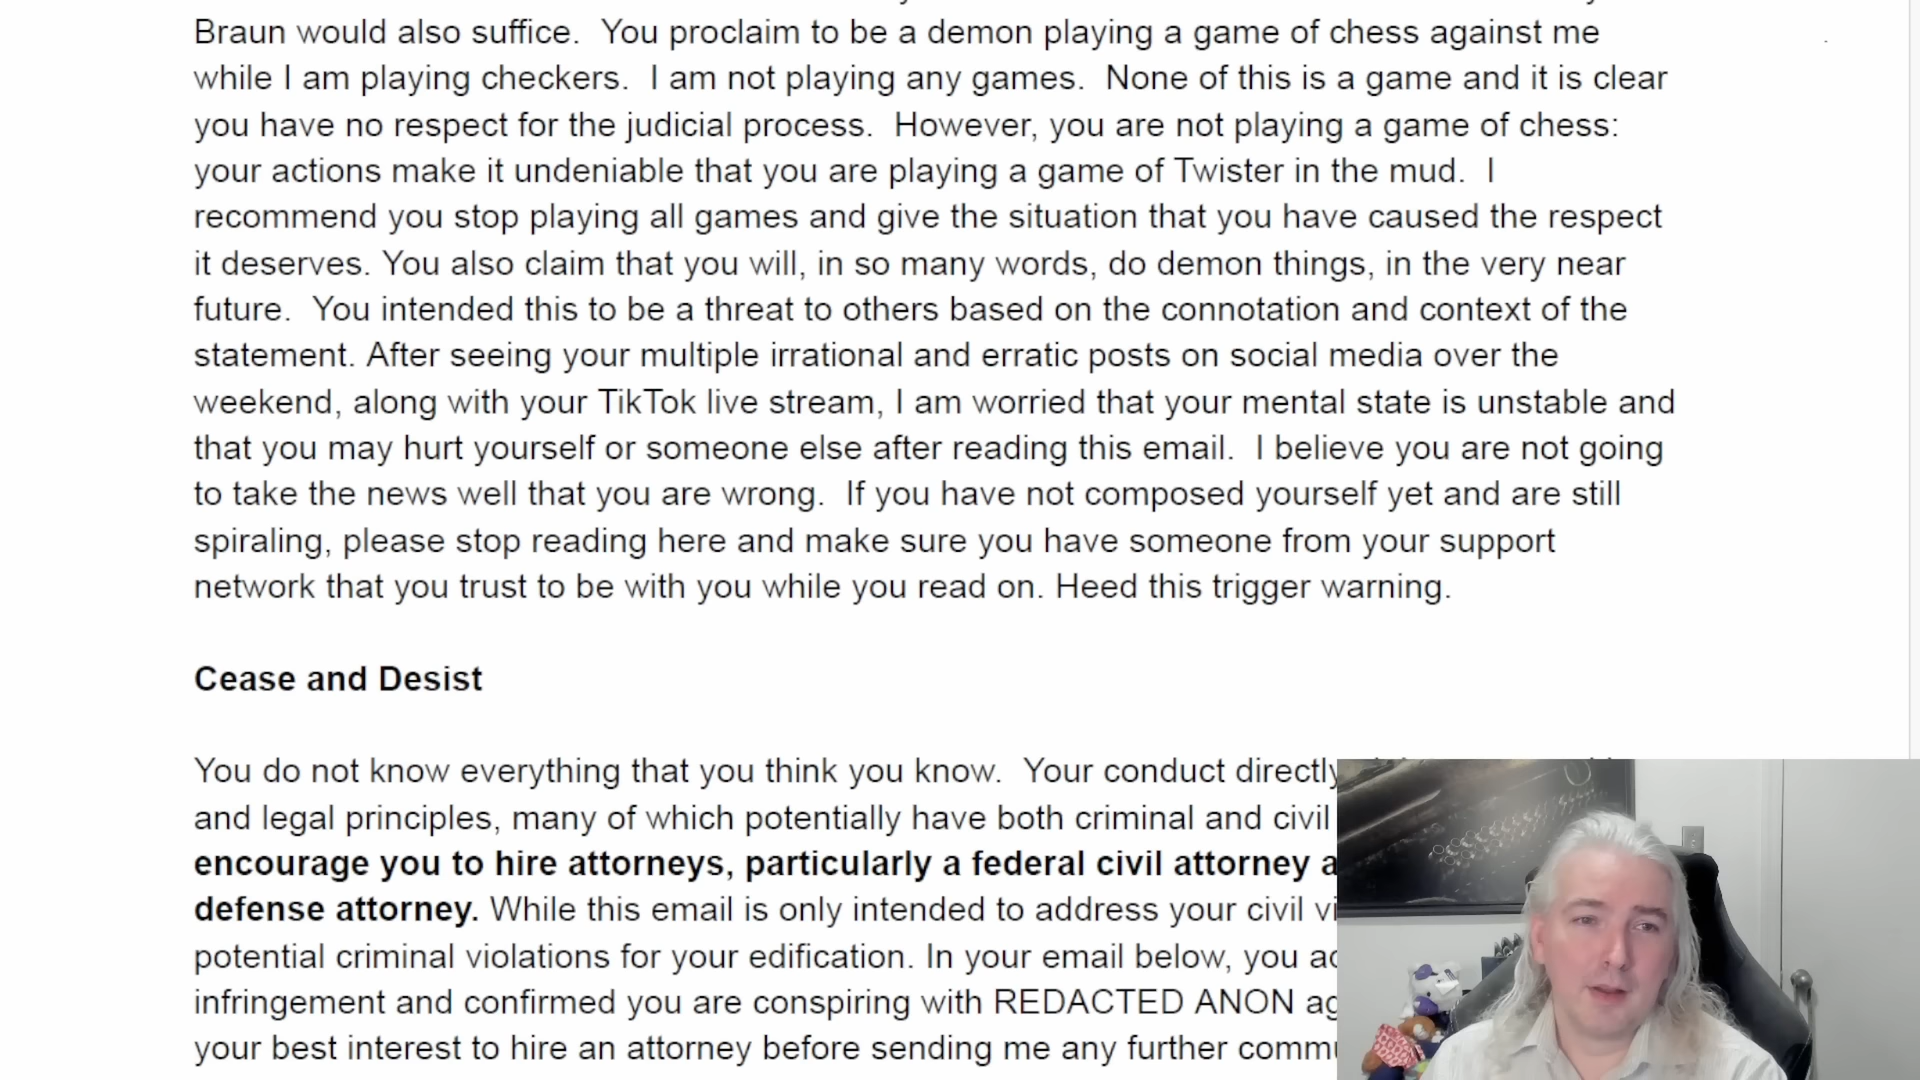 Braun would also suffice.  You proclaim to be a demon playing a game of chess against me
while I am playing checkers.  I am not playing any games.  None of this is a game and it is clear
you have no respect for the judicial process.  However, you are not playing a game of chess:
your actions make it undeniable that you are playing a game of Twister in the mud.  I
recommend you stop playing all games and give the situation that you have caused the respect
it deserves. You also claim that you will, in so many words, do demon things, in the very near
future.  You intended this to be a threat to others based on the connotation and context of the
statement. After seeing your multiple irrational and erratic posts on social media over the
weekend, along with your TikTok live stream, I am worried that your mental state is unstable and
that you may hurt yourself or someone else after reading this email.  I believe you are not going
to take the news well that you are wrong.  If you have not composed yourself yet and are still
spiraling, please stop reading here and make sure you have someone from your support
network that you trust to be with you while you read on. Heed this trigger warning.
Cease and Desist
You do not know everything that you think you know.  Your conduct directly
and legal principles, many of which potentially have both criminal and civil
encourage you to hire attorneys, particularly a federal civil attorney
defense attorney. While this email is only intended to address your civil
potential criminal violations for your edification. In your email below, you
infringement and confirmed you are conspiring with REDACTED ANON
your best interest to hire an attorney before sending me any further